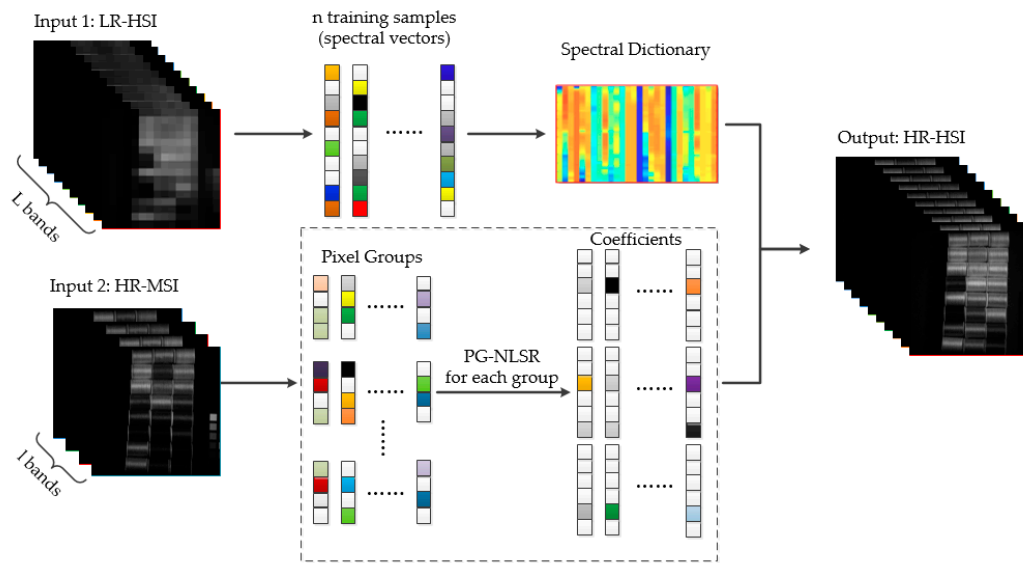 Input 1: LR-HSI
n training samples
(spectral vectors)
Spectral Dictionary
......
L bands
Output: HR-HSI
Input 2: HR-MSI
Pixel Groups
Coefficients
......
......
PG-NLSR
for each group
......
......
......
......
......
l bands